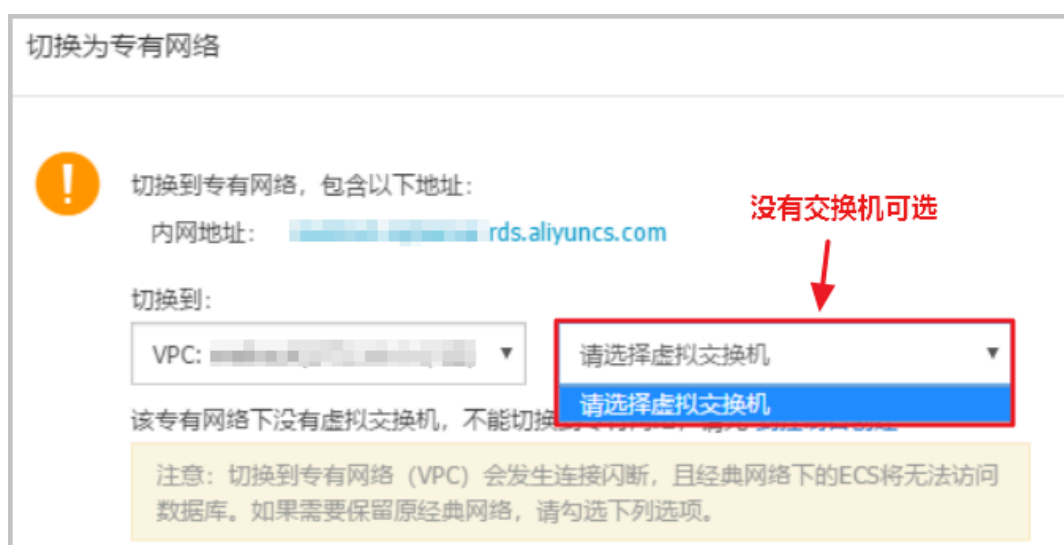 切换为专有网络
切换到专有网络，包含以下地址：
没有交换机可选
内网地址： rds.aliyuncs.com
切换到：
VPC:
请选择虚拟交换机
请选择虚拟交换机
该专有网络下没有虚拟交换机，不能切换
注意：切换到专有网络（VPC）会发生连接闪断，且经典网络下的ECS将无法访问
数据库。如果需要保留原经典网络，请勾选下列选项。